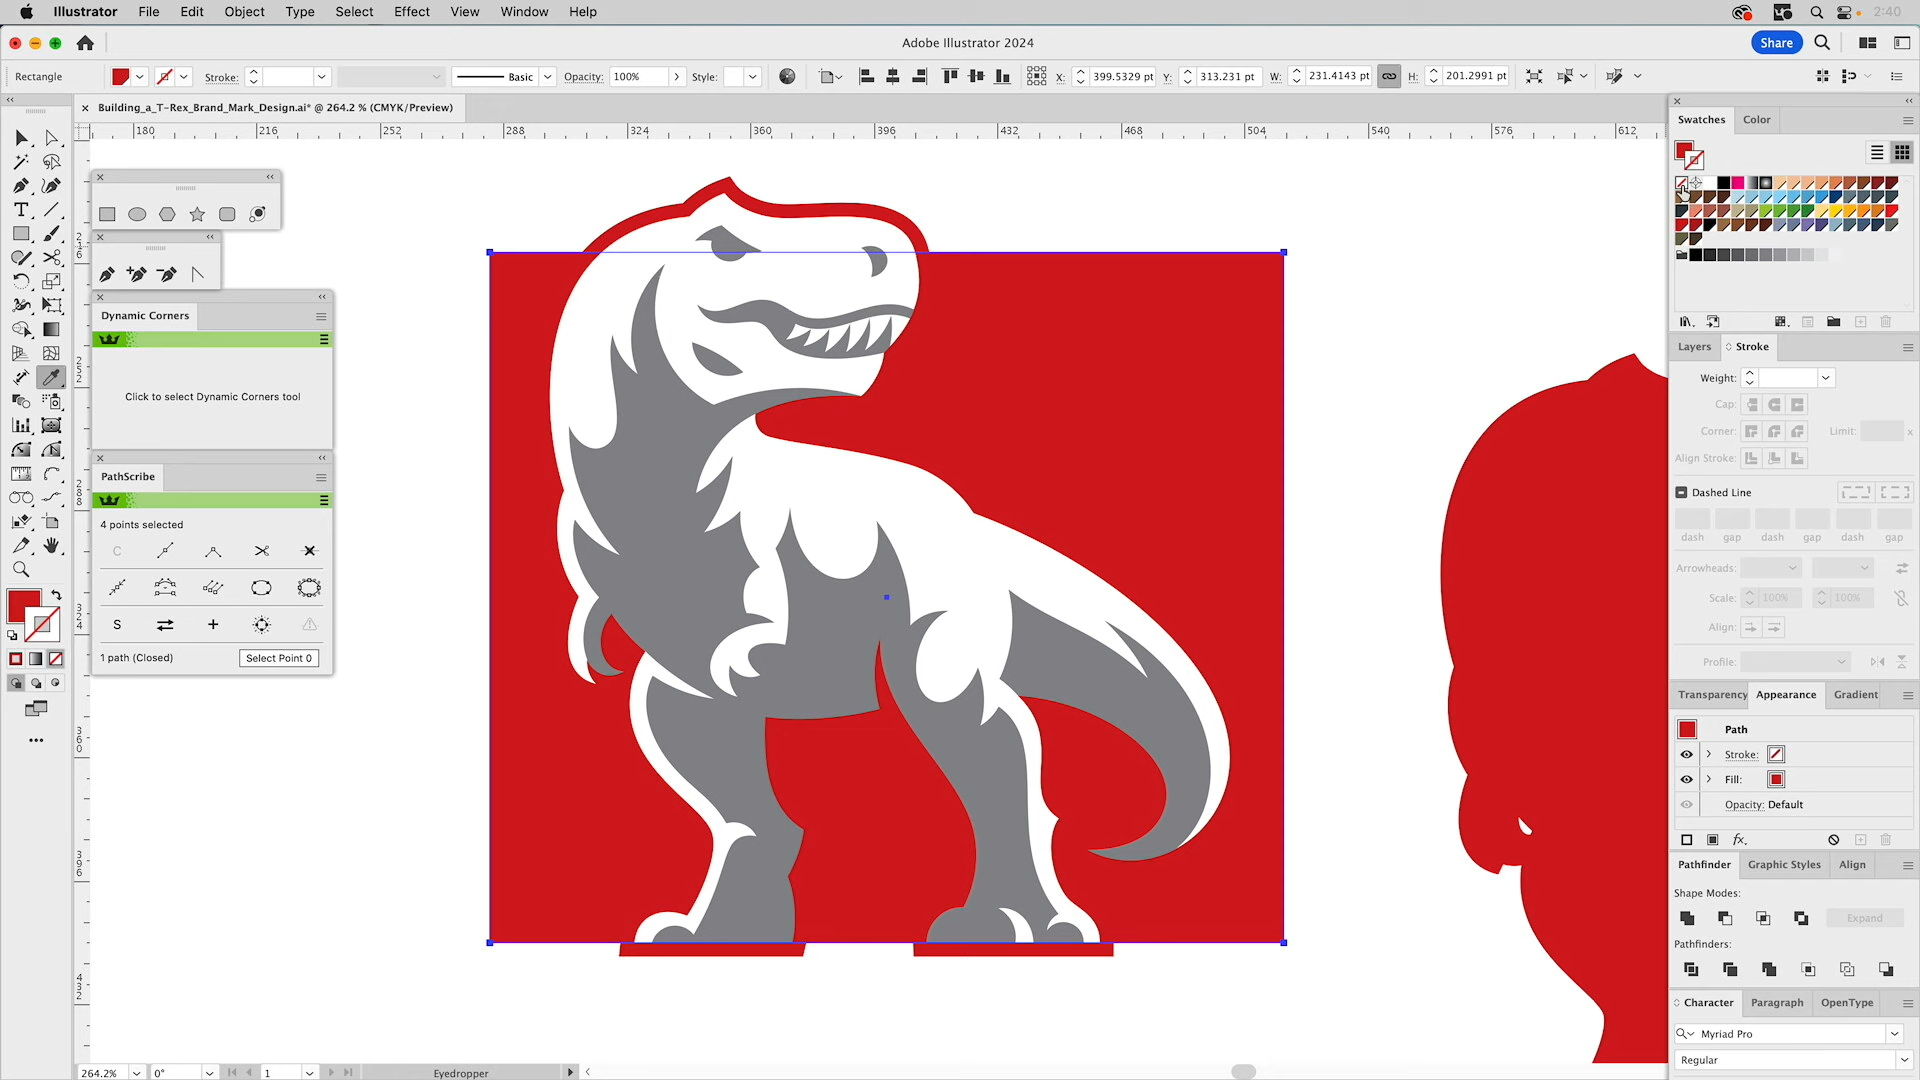 Illustrator File Edit Object Type Select Effect View Window Help 2:40
Adobe Illustrator 2024 Share
Rectangle Stroke: Basic Opacity: 100% Style: X: 399.5329 pt Y: 313.231 pt W: 231.4143 pt H: 201.2991 pt
Building_a_T-Rex_Brand_Mark_Design.ai* @ 264.2 % (CMYK/Preview)
180 216 252 288 324 360 396 432 468 504 540 576 612
Swatches Color
Dynamic Corners
Click to select Dynamic Corners tool
PathScribe
4 points selected
1 path (Closed) Select Point 0
Layers Stroke
Weight:
Cap:
Corner: Limit: x
Align Stroke:
Dashed Line
dash gap dash gap dash gap
Arrowheads:
Scale: 100% 100%
Align:
Profile:
Transparency Appearance Gradient
Path
Stroke:
Fill:
Opacity: Default
Pathfinder Graphic Styles Align
Shape Modes:
Expand
Pathfinders:
Character Paragraph OpenType
Myriad Pro
Regular
264.2% 0° 1 Eyedropper